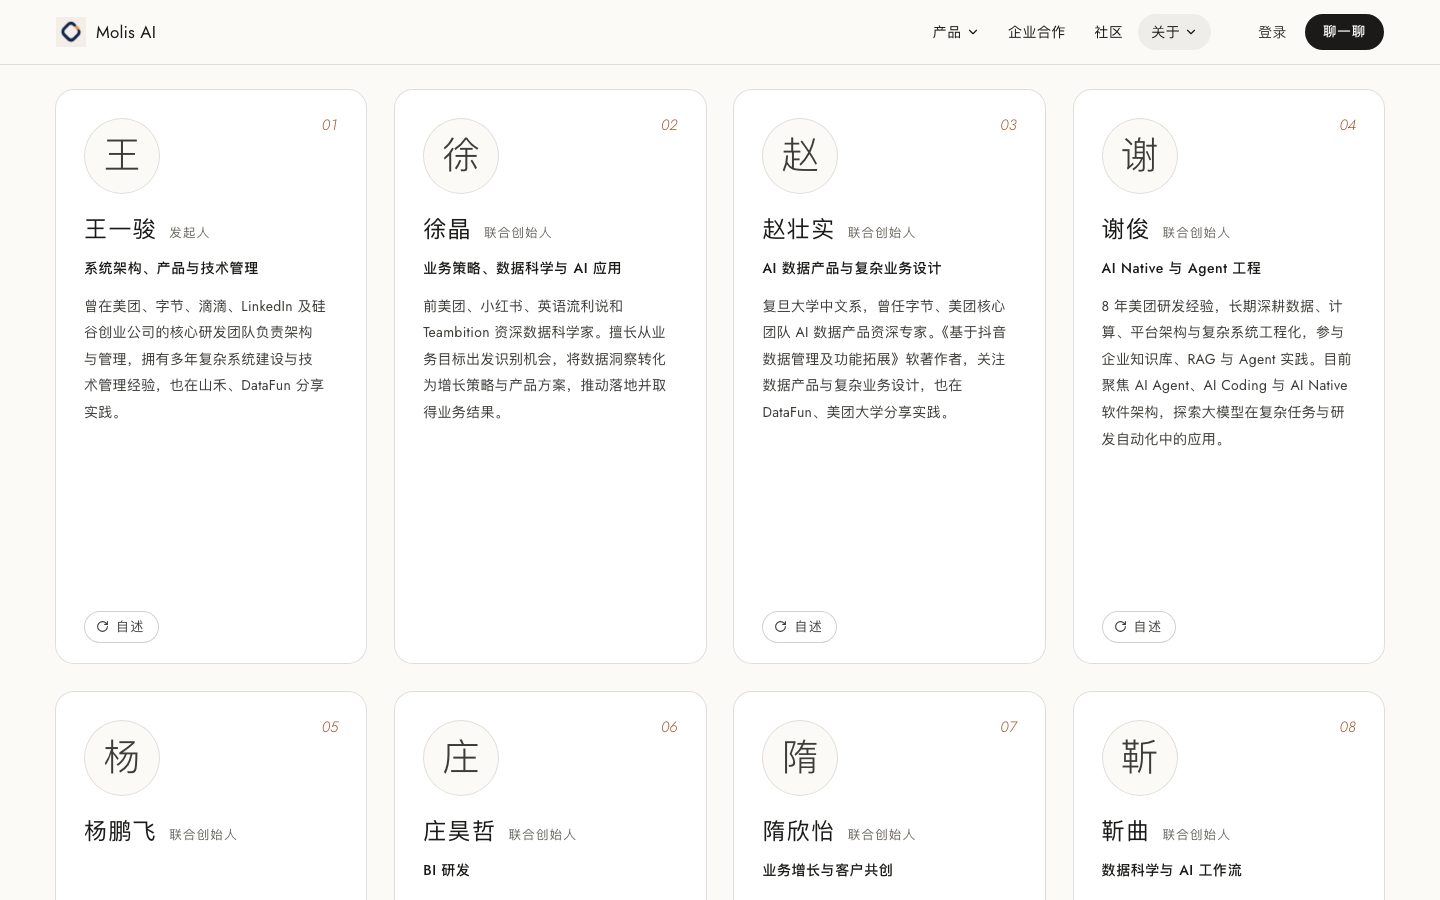 Molis AI
产品
企业合作
社区
关于
登录
聊一聊
王
01
王一骏 发起人
系统架构、产品与技术管理
曾在美团、字节、滴滴、LinkedIn 及硅
谷创业公司的核心研发团队负责架构
与管理，拥有多年复杂系统建设与技
术管理经验，也在山禾、DataFun 分享
实践。
自述
徐
02
徐晶 联合创始人
业务策略、数据科学与 AI 应用
前美团、小红书、英语流利说和
Teambition 资深数据科学家。擅长从业
务目标出发识别机会，将数据洞察转化
为增长策略与产品方案，推动落地并取
得业务结果。
赵
03
赵壮实 联合创始人
AI 数据产品与复杂业务设计
复旦大学中文系，曾任字节、美团核心
团队 AI 数据产品资深专家。《基于抖音
数据管理及功能拓展》软著作者，关注
数据产品与复杂业务设计，也在
DataFun、美团大学分享实践。
自述
谢
04
谢俊 联合创始人
AI Native 与 Agent 工程
8 年美团研发经验，长期深耕数据、计
算、平台架构与复杂系统工程化，参与
企业知识库、RAG 与 Agent 实践。目前
聚焦 AI Agent、AI Coding 与 AI Native
软件架构，探索大模型在复杂任务与研
发自动化中的应用。
自述
杨
05
杨鹏飞 联合创始人
庄
06
庄昊哲 联合创始人
BI 研发
隋
07
隋欣怡 联合创始人
业务增长与客户共创
靳
08
靳曲 联合创始人
数据科学与 AI 工作流